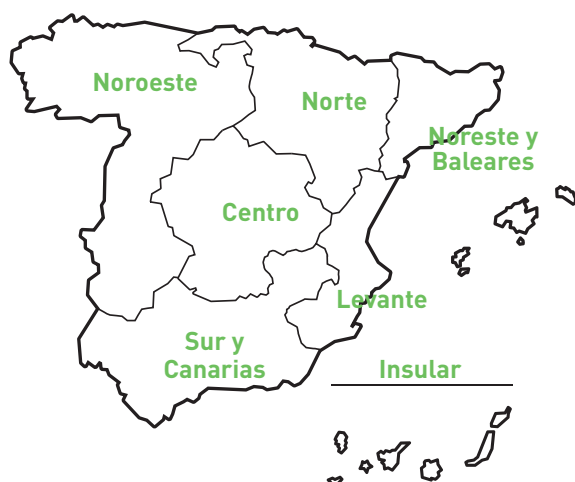 Noroeste
Norte
Noreste y
Baleares
Centro
Levante
Sur y
Canarias
Insular